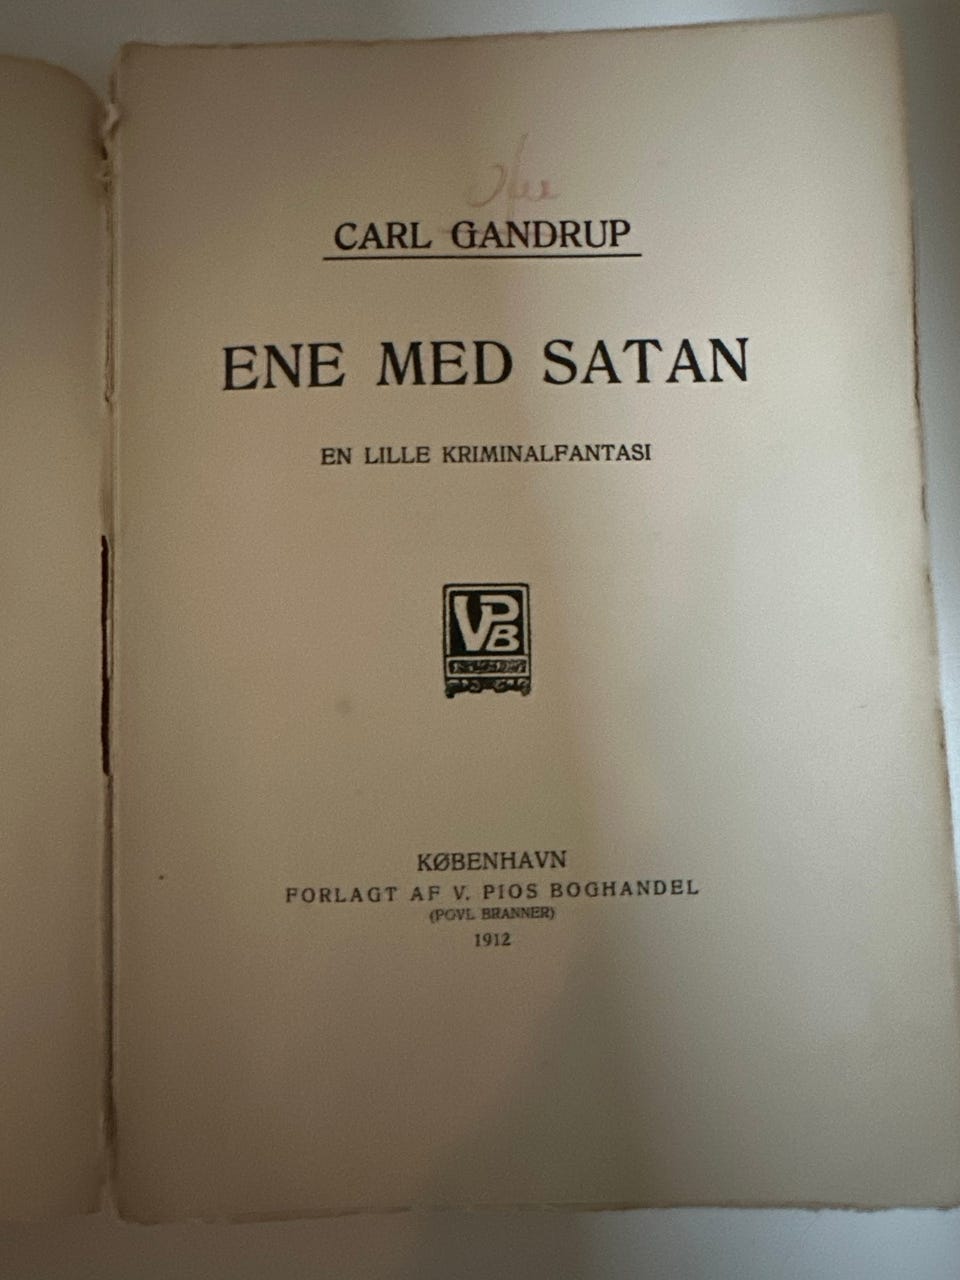 CARL GANDRUP
ENE MED SATAN
EN LILLE KRIMINALFANTASI
VPB
KØBENHAVN
FORLAGT AF V. PIOS BOGHANDEL
(POVL BRANNER)
1912